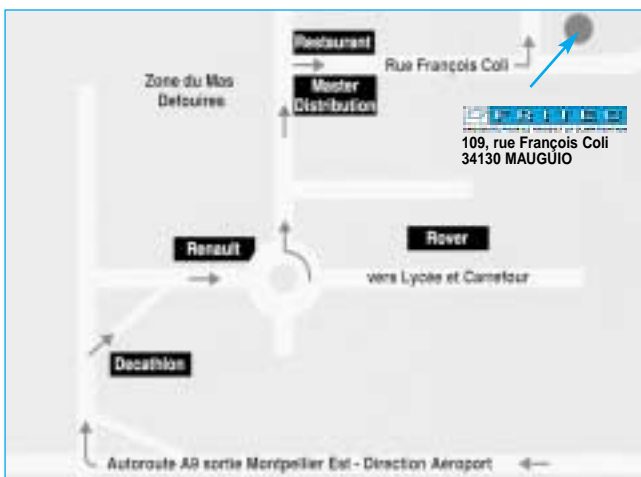 Restaurant
Rue François Coli
Zone du Mas
Defouires
Master
Distribution
109, rue François Coli
34130 MAUGUIO
Renault
Rover
vers Lycée et Carrefour
Decathlon
Autoroute A9 sortie Montpellier Est - Direction Aeroport